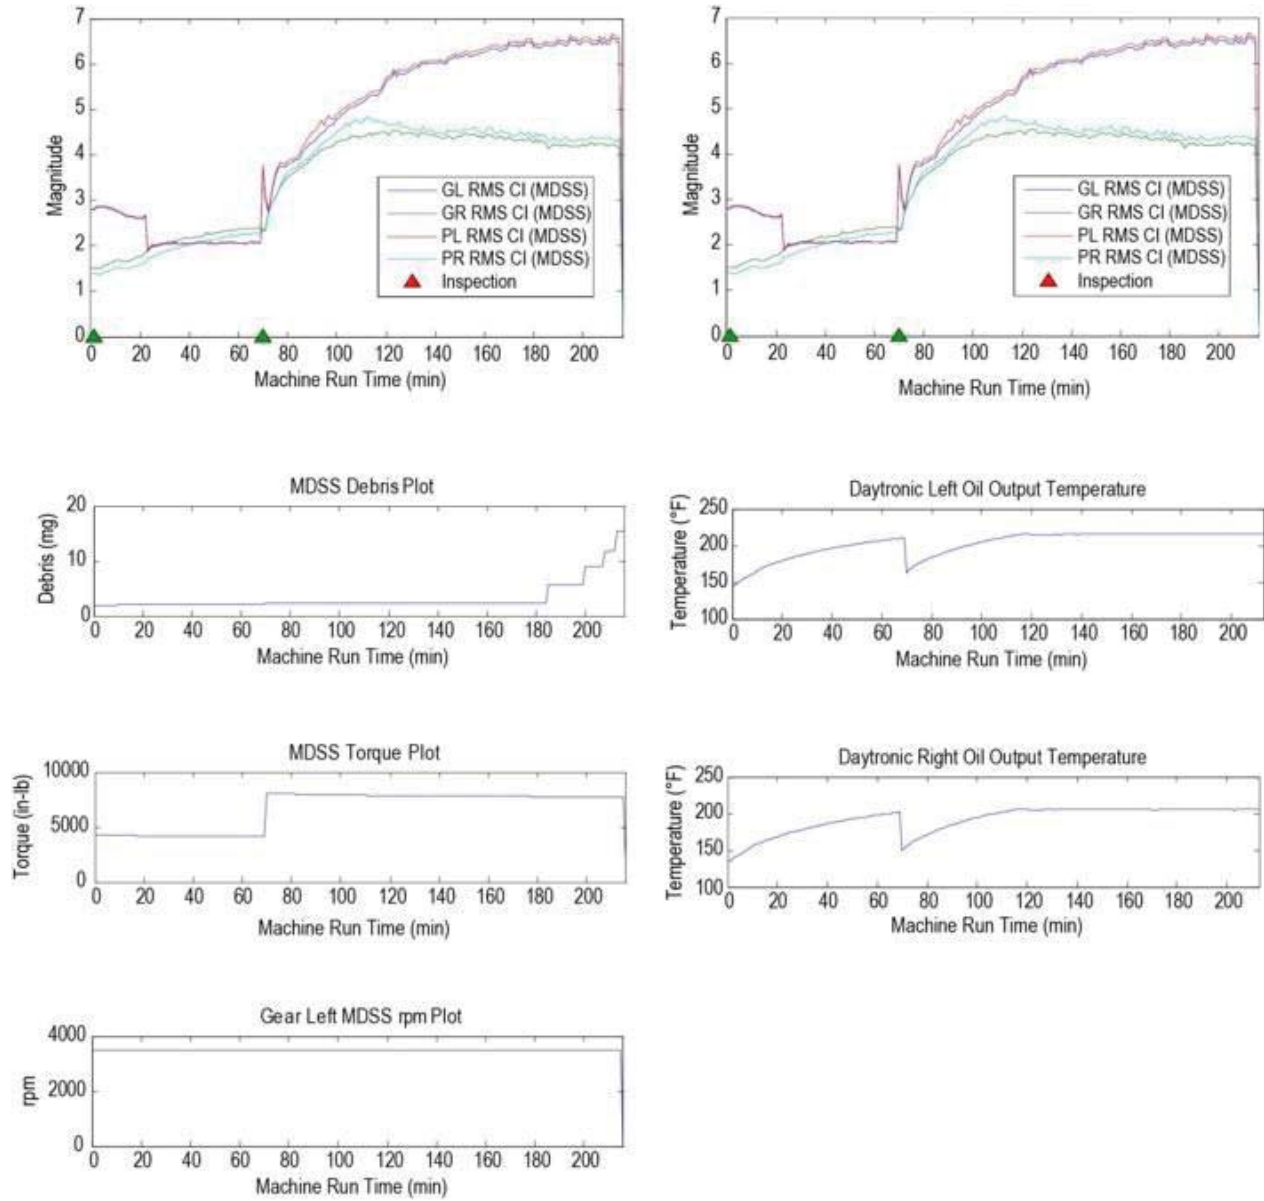 7
6
5
4
3
2
1
0
Magnitude
GL RMS CI (MDSS)
GR RMS CI (MDSS)
PL RMS CI (MDSS)
PR RMS CI (MDSS)
Inspection
0 20 40 60 80 100 120 140 160 180 200
Machine Run Time (min)
7
6
5
4
3
2
1
0
Magnitude
GL RMS CI (MDSS)
GR RMS CI (MDSS)
PL RMS CI (MDSS)
PR RMS CI (MDSS)
Inspection
0 20 40 60 80 100 120 140 160 180 200
Machine Run Time (min)
MDSS Debris Plot
20
10
0
Debris (mg)
0 20 40 60 80 100 120 140 160 180 200
Machine Run Time (min)
Daytronic Left Oil Output Temperature
250
200
150
100
Temperature (°F)
0 20 40 60 80 100 120 140 160 180 200
Machine Run Time (min)
MDSS Torque Plot
10000
5000
0
Torque (in-lb)
0 20 40 60 80 100 120 140 160 180 200
Machine Run Time (min)
Daytronic Right Oil Output Temperature
250
200
150
100
Temperature (°F)
0 20 40 60 80 100 120 140 160 180 200
Machine Run Time (min)
Gear Left MDSS rpm Plot
4000
2000
0
rpm
0 20 40 60 80 100 120 140 160 180 200
Machine Run Time (min)